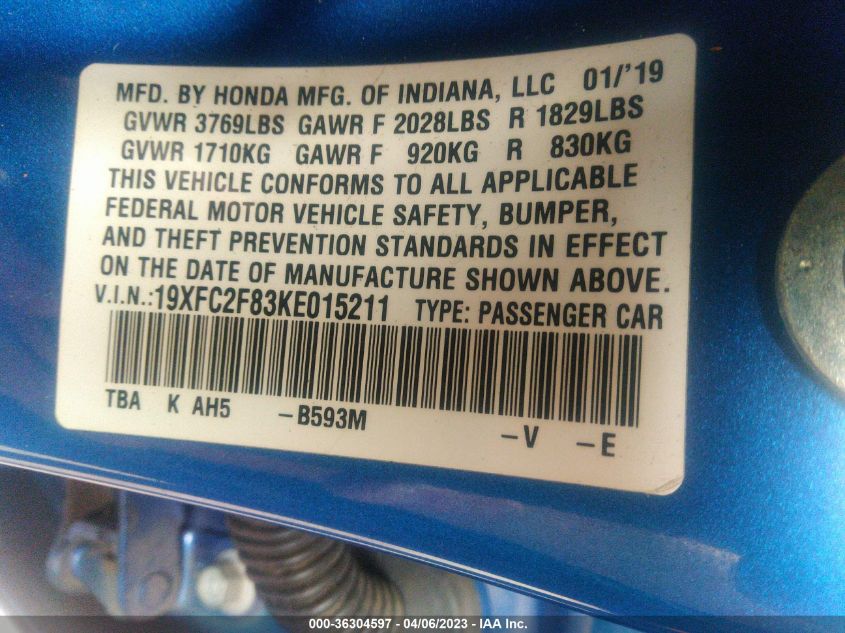 MFD. BY HONDA MFG. OF INDIANA, LLC 01/'19
GVWR 3769LBS GAWR F 2028LBS R 1829LBS
GVWR 1710KG GAWR F 920KG R 830KG
THIS VEHICLE CONFORMS TO ALL APPLICABLE
FEDERAL MOTOR VEHICLE SAFETY, BUMPER,
AND THEFT PREVENTION STANDARDS IN EFFECT
ON THE DATE OF MANUFACTURE SHOWN ABOVE.
V.I.N.:19XFC2F83KE015211 TYPE: PASSENGER CAR
TBA K AH5 -B593M -V -E
000-36304597 - 04/06/2023 - IAA Inc.